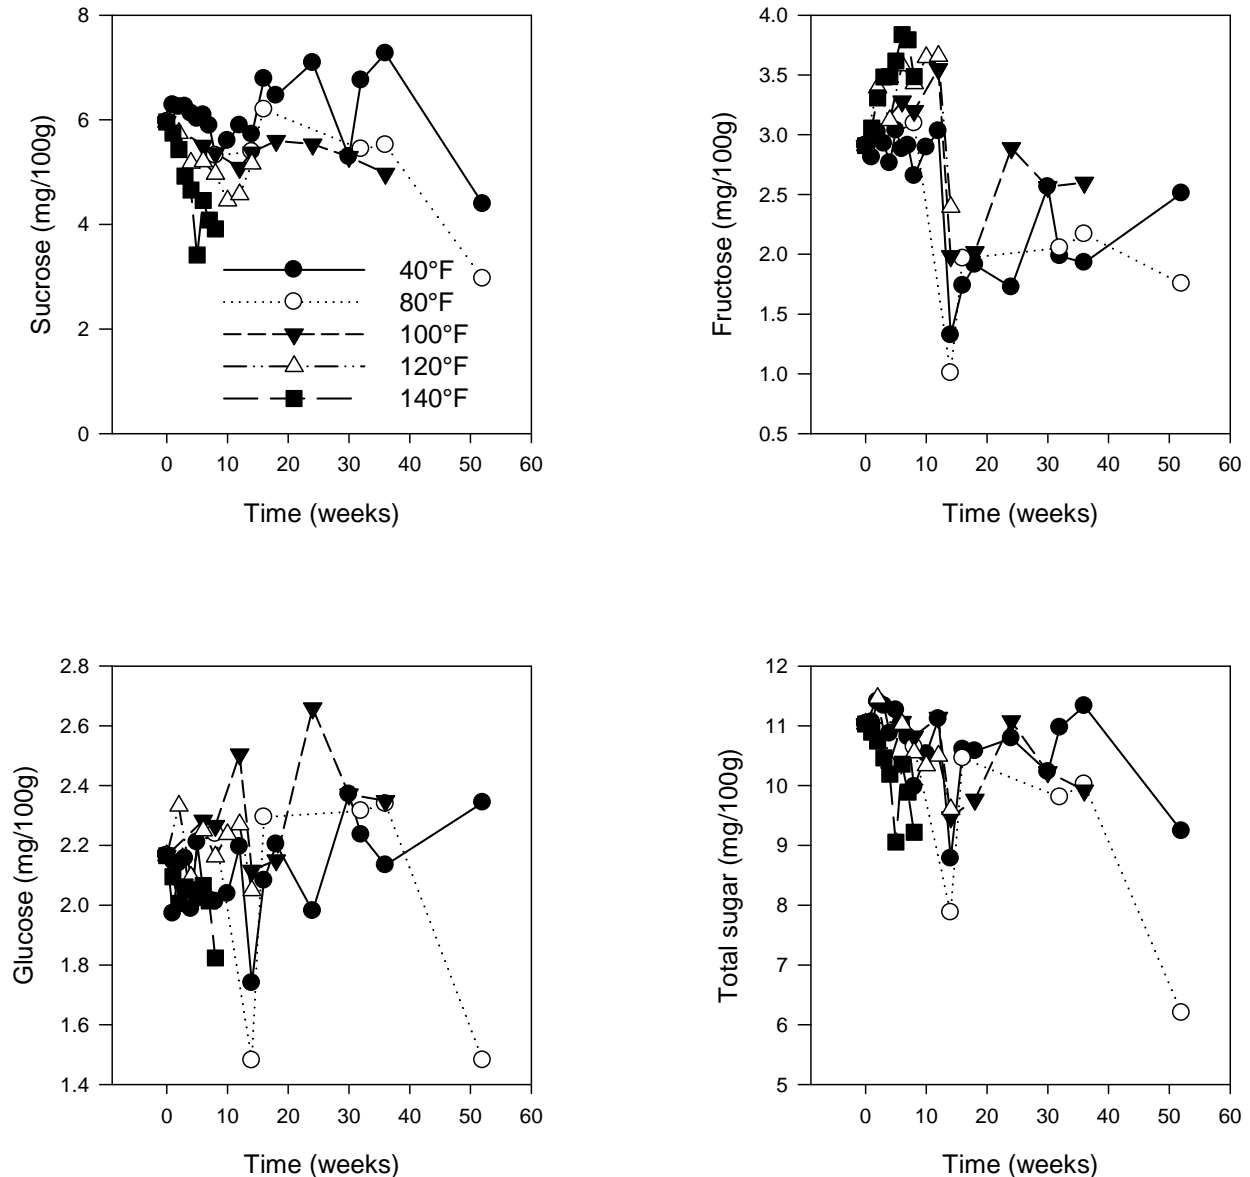 8
6
4
2
0
Sucrose (mg/100g)
40°F
80°F
100°F
120°F
140°F
0 10 20 30 40 50 60
Time (weeks)
4.0
3.5
3.0
2.5
2.0
1.5
1.0
0.5
Fructose (mg/100g)
0 10 20 30 40 50 60
Time (weeks)
2.8
2.6
2.4
2.2
2.0
1.8
1.6
1.4
Glucose (mg/100g)
0 10 20 30 40 50 60
Time (weeks)
12
11
10
9
8
7
6
5
Total sugar (mg/100g)
0 10 20 30 40 50 60
Time (weeks)